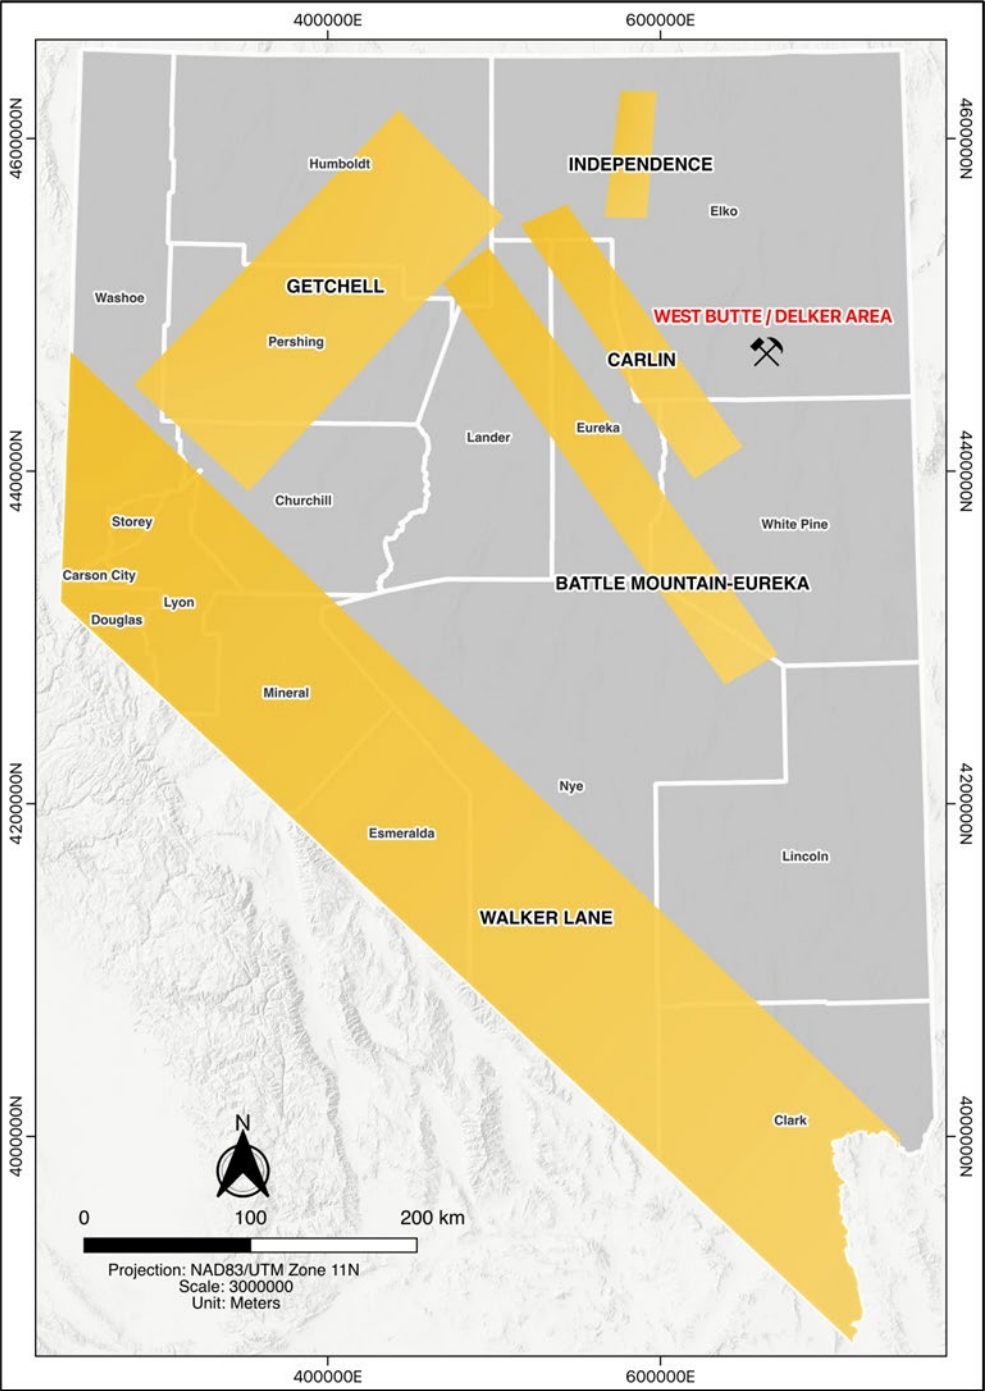 400000E
600000E
4600000N
4600000N
Humboldt
INDEPENDENCE
Elko
GETCHELL
Washoe
WEST BUTTE / DELKER AREA
Pershing
CARLIN
Eureka
Lander
4400000N
4400000N
Churchill
Storey
White Pine
Carson City
BATTLE MOUNTAIN-EUREKA
Lyon
Douglas
Mineral
Nye
4200000N
4200000N
Esmeralda
Lincoln
WALKER LANE
Clark
4000000N
4000000N
N
0 100 200 km
Projection: NAD83/UTM Zone 11N
Scale: 3000000
Unit: Meters
400000E
600000E